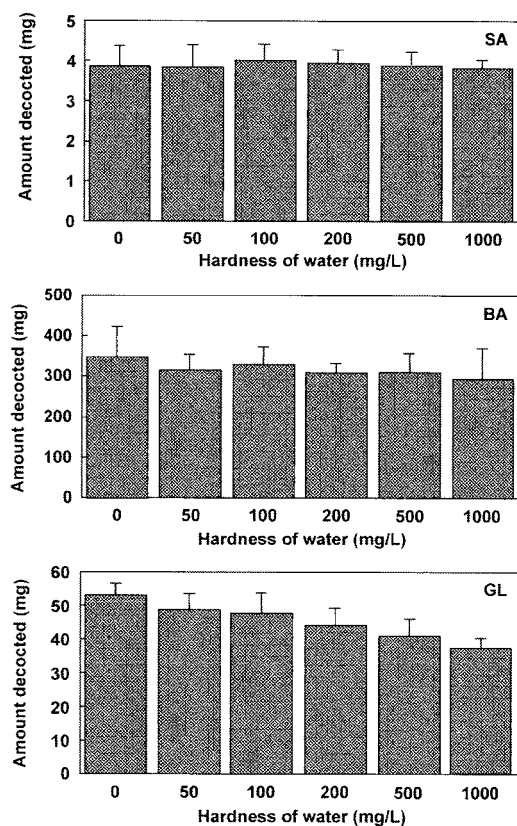 SA
5
4
3
2
1
0
Amount decocted (mg)
0 50 100 200 500 1000
Hardness of water (mg/L)
BA
500
400
300
200
100
0
Amount decocted (mg)
0 50 100 200 500 1000
Hardness of water (mg/L)
GL
60
50
40
30
20
10
0
Amount decocted (mg)
0 50 100 200 500 1000
Hardness of water (mg/L)